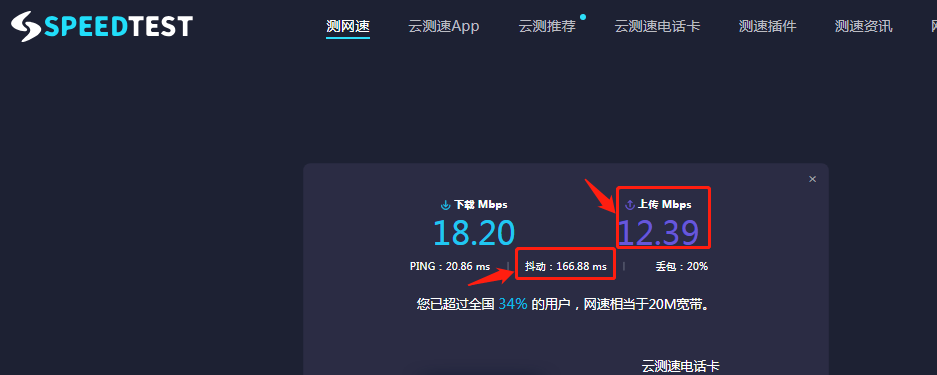 SPEEDTEST 测网速 云测速App 云测推荐 云测速电话卡 测速插件 测速资讯
下载 Mbps 上传 Mbps
18.20 12.39
PING：20.86 ms 抖动：166.88 ms 丢包：20%
您已超过全国 34% 的用户，网速相当于20M宽带。
云测速电话卡